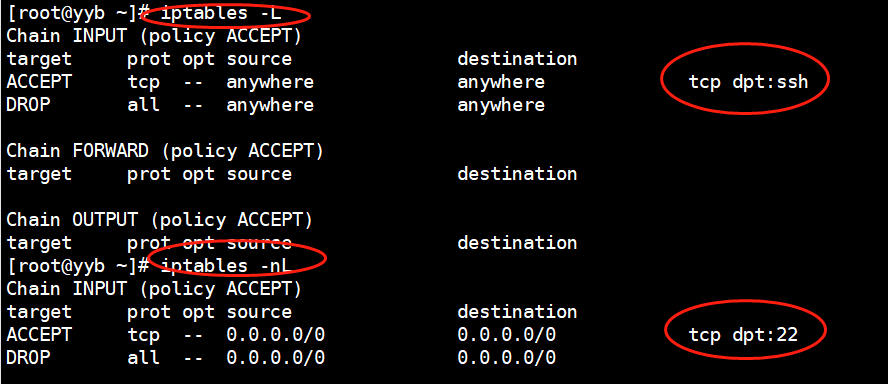 [root@yyb ~]# iptables -L
Chain INPUT (policy ACCEPT)
target     prot opt source               destination
ACCEPT     tcp  --  anywhere             anywhere             tcp dpt:ssh
DROP       all  --  anywhere             anywhere
Chain FORWARD (policy ACCEPT)
target     prot opt source               destination
Chain OUTPUT (policy ACCEPT)
target     prot opt source               destination
[root@yyb ~]# iptables -nL
Chain INPUT (policy ACCEPT)
target     prot opt source               destination
ACCEPT     tcp  --  0.0.0.0/0            0.0.0.0/0            tcp dpt:22
DROP       all  --  0.0.0.0/0            0.0.0.0/0